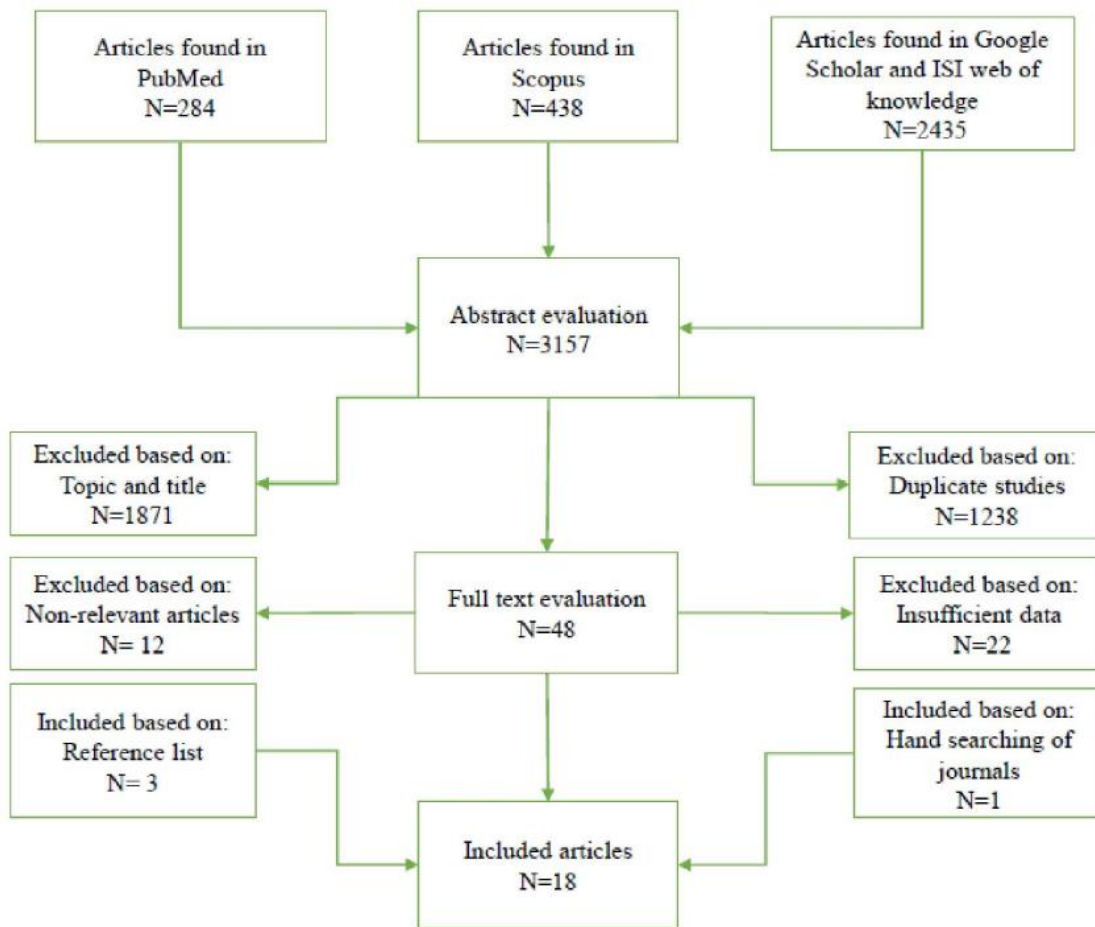 Articles found in
PubMed
N=284
Articles found in
Scopus
N=438
Articles found in Google
Scholar and ISI web of
knowledge
N=2435
Abstract evaluation
N=3157
Excluded based on:
Topic and title
N=1871
Excluded based on:
Duplicate studies
N=1238
Excluded based on:
Non-relevant articles
N= 12
Full text evaluation
N=48
Excluded based on:
Insufficient data
N=22
Included based on:
Reference list
N= 3
Included based on:
Hand searching of
journals
N=1
Included articles
N=18